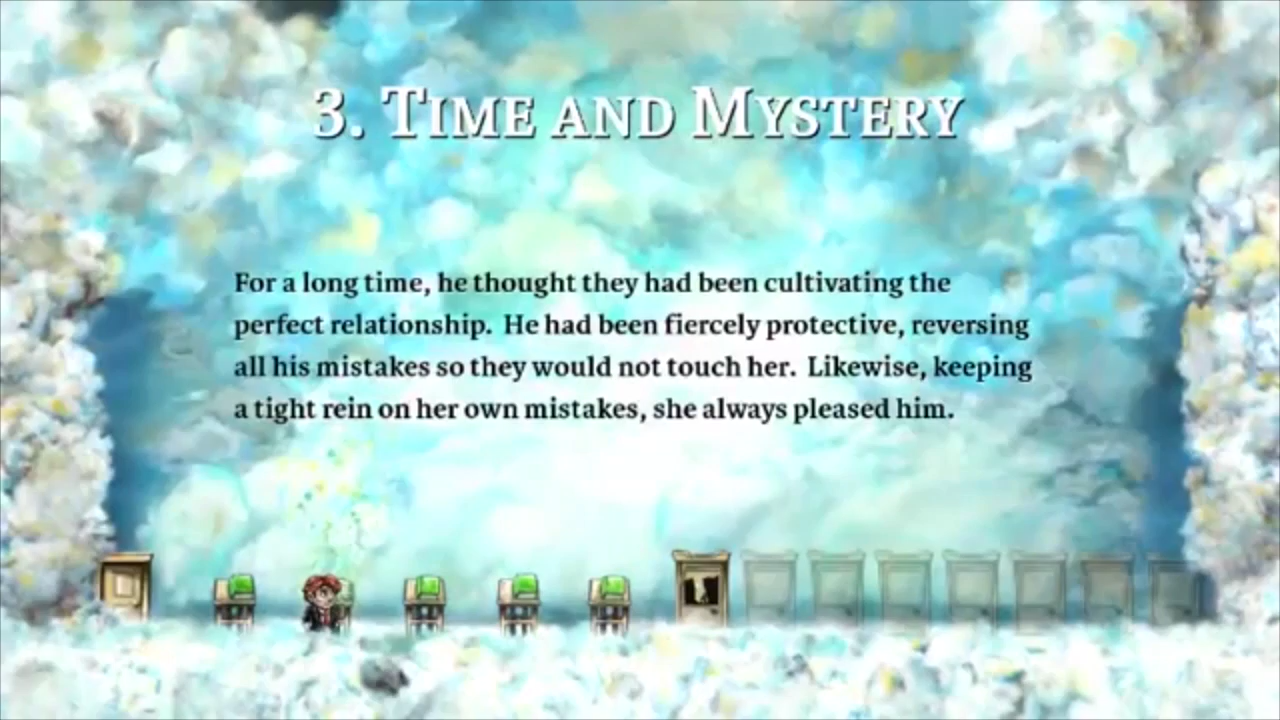 3. Time and Mystery
For a long time, he thought they had been cultivating the
perfect relationship. He had been fiercely protective, reversing
all his mistakes so they would not touch her. Likewise, keeping
a tight rein on her own mistakes, she always pleased him.